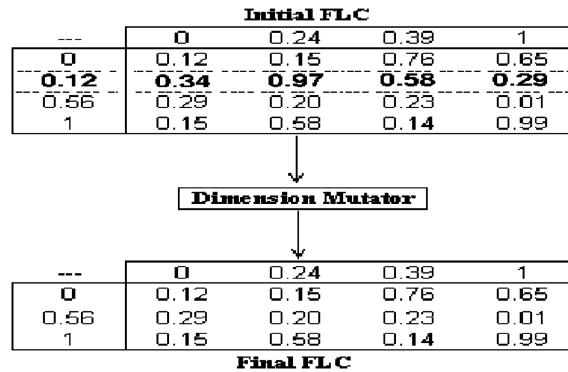 Initial FLC
--- 0 0.24 0.39 1
0 0.12 0.15 0.76 0.65
0.12 0.34 0.97 0.58 0.29
0.56 0.29 0.20 0.23 0.01
1 0.15 0.58 0.14 0.99
Dimension Mutator
--- 0 0.24 0.39 1
0 0.12 0.15 0.76 0.65
0.56 0.29 0.20 0.23 0.01
1 0.15 0.58 0.14 0.99
Final FLC